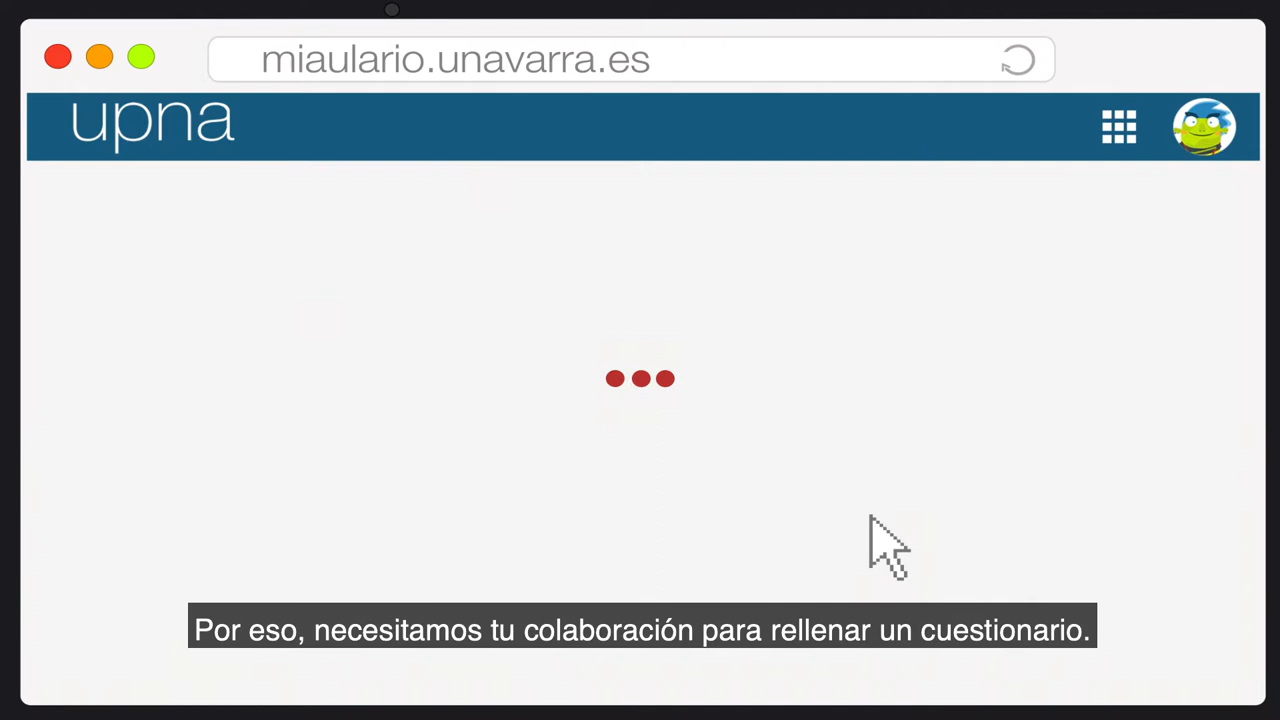 miaulario.unavarra.es
upna
Por eso, necesitamos tu colaboración para rellenar un cuestionario.